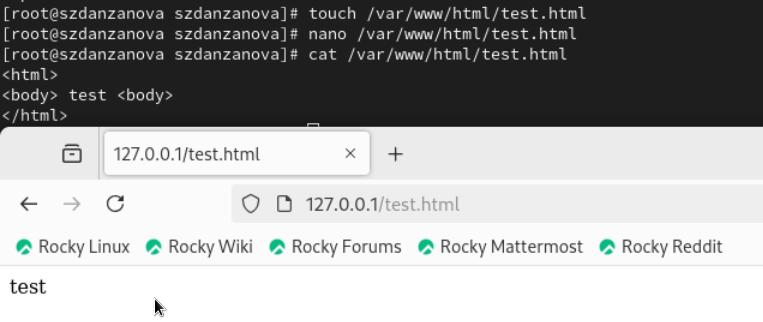 [root@szdanzanova szdanzanova]# touch /var/www/html/test.html
[root@szdanzanova szdanzanova]# nano /var/www/html/test.html
[root@szdanzanova szdanzanova]# cat /var/www/html/test.html
<html>
<body> test <body>
</html>
127.0.0.1/test.html
127.0.0.1/test.html
Rocky Linux Rocky Wiki Rocky Forums Rocky Mattermost Rocky Reddit
test